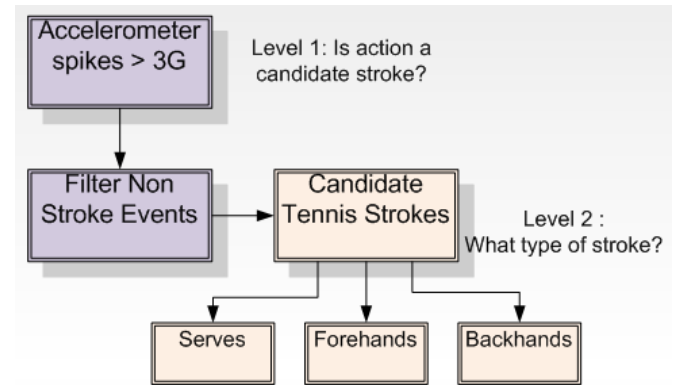 Accelerometer
spikes > 3G
Level 1: Is action a
candidate stroke?
Filter Non
Stroke Events
Candidate
Tennis Strokes
Level 2 :
What type of stroke?
Serves
Forehands
Backhands